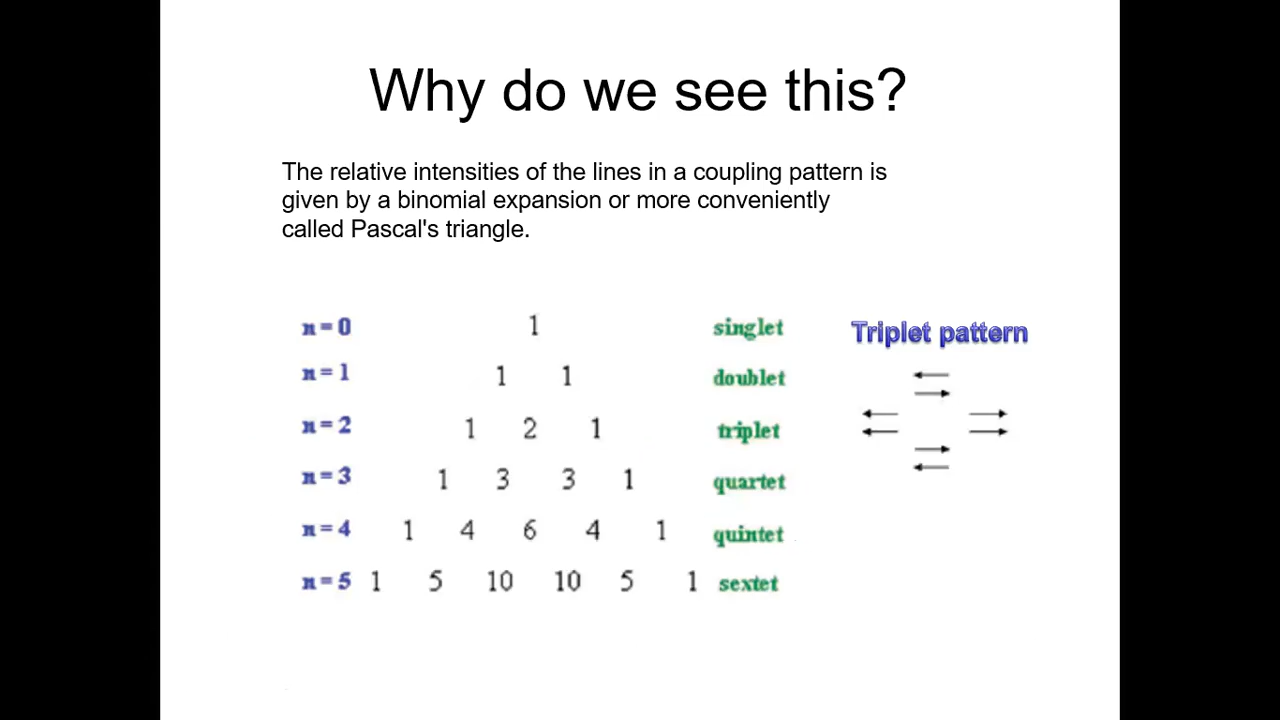 Why do we see this?
The relative intensities of the lines in a coupling pattern is
given by a binomial expansion or more conveniently
called Pascal's triangle.
n = 0 1 singlet
Triplet pattern
n = 1 1 1 doublet
n = 2 1 2 1 triplet
n = 3 1 3 3 1 quartet
n = 4 1 4 6 4 1 quintet
n = 5 1 5 10 10 5 1 sextet